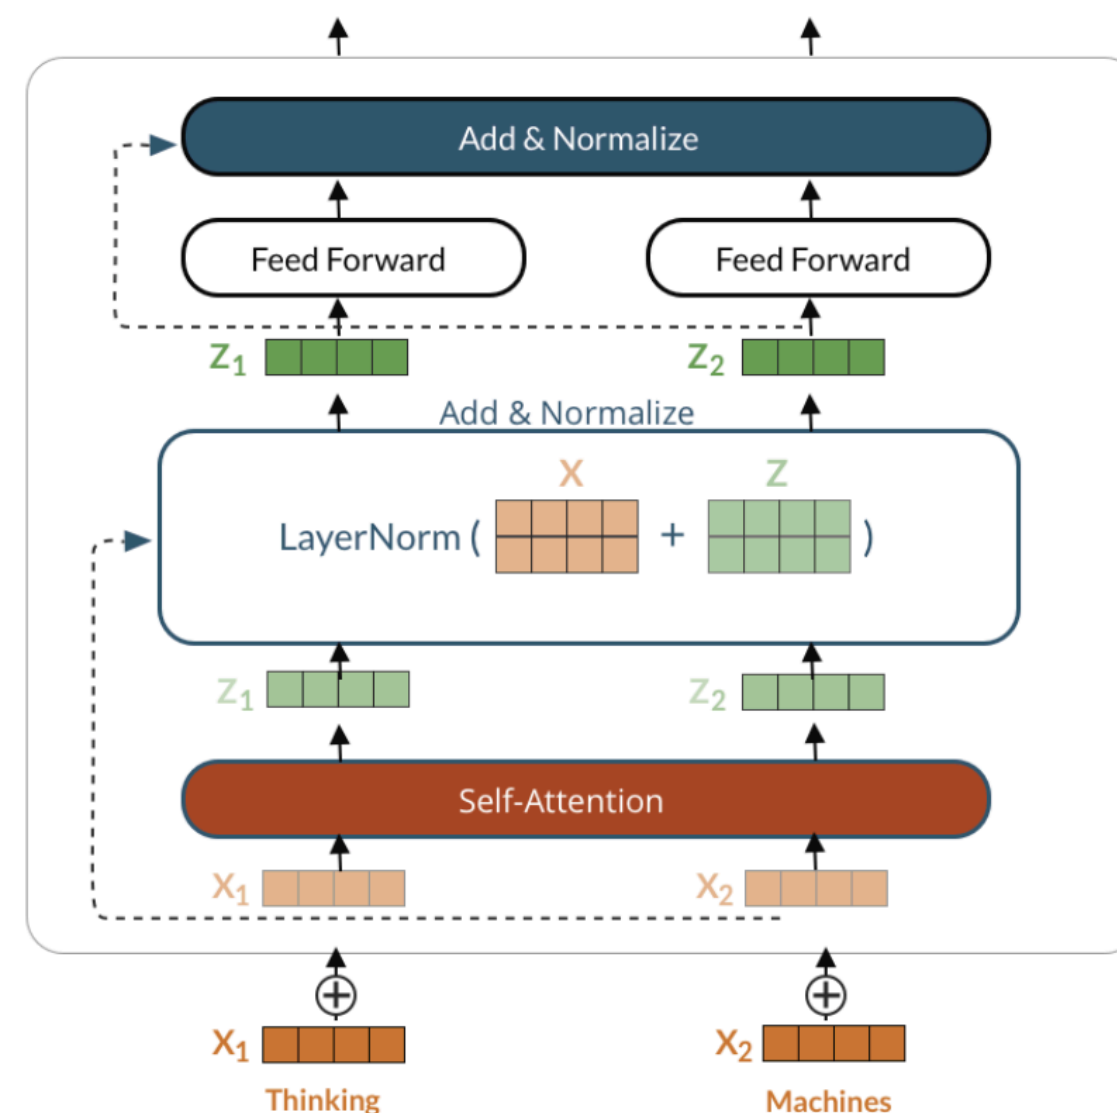 Add & Normalize
Feed Forward
Feed Forward
Z1
Z2
Add & Normalize
X
Z
LayerNorm (
+
)
Z1
Z2
Self-Attention
X1
X2
X1
X2
Thinking
Machines